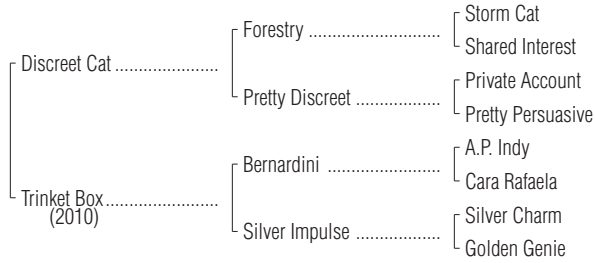 Storm Cat
Forestry ............................
Shared Interest
Discreet Cat ......................
Private Account
Pretty Discreet ..................
Pretty Persuasive
A.P. Indy
Bernardini ........................
Cara Rafaela
Trinket Box........................
(2010)
Silver Charm
Silver Impulse ..................
Golden Genie